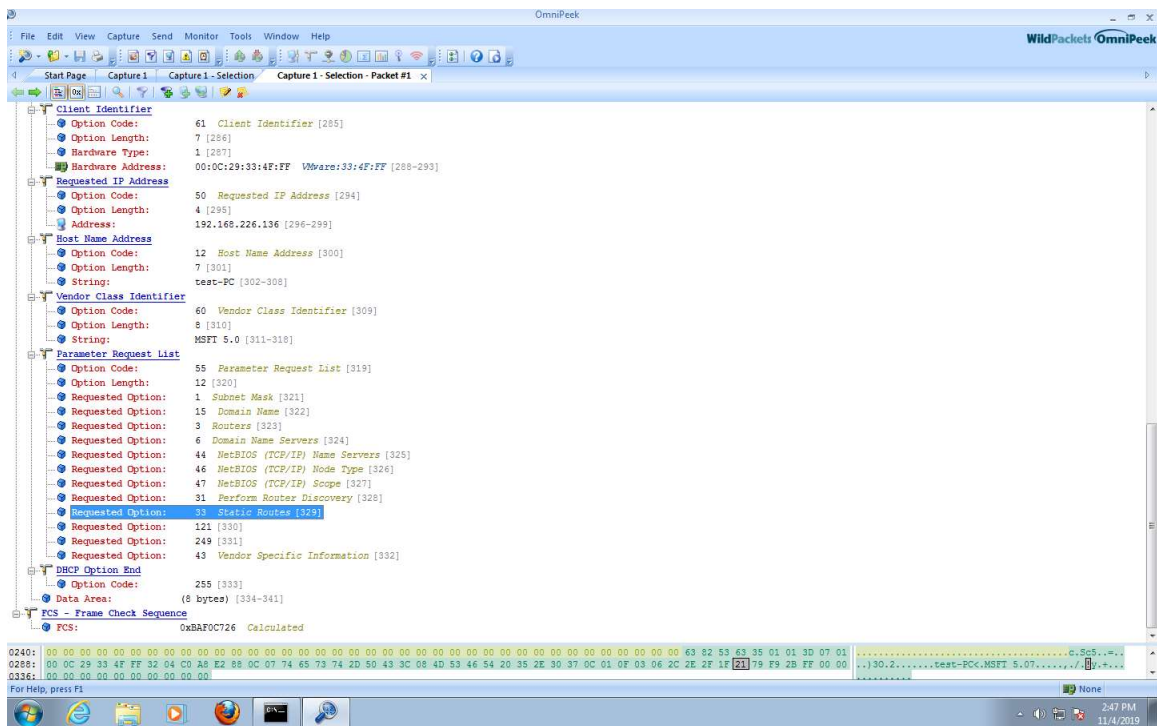 OmniPeek
File Edit View Capture Send Monitor Tools Window Help
WildPackets OmniPeek
Start Page Capture 1 Capture 1 - Selection Capture 1 - Selection - Packet #1
Client Identifier
Option Code: 61 Client Identifier [285]
Option Length: 7 [286]
Hardware Type: 1 [287]
Hardware Address: 00:0C:29:33:4F:FF VMware:33:4F:FF [288-293]
Requested IP Address
Option Code: 50 Requested IP Address [294]
Option Length: 4 [295]
Address: 192.168.226.136 [296-299]
Host Name Address
Option Code: 12 Host Name Address [300]
Option Length: 7 [301]
String: test-PC [302-308]
Vendor Class Identifier
Option Code: 60 Vendor Class Identifier [309]
Option Length: 8 [310]
String: MSFT 5.0 [311-318]
Parameter Request List
Option Code: 55 Parameter Request List [319]
Option Length: 12 [320]
Requested Option: 1 Subnet Mask [321]
Requested Option: 15 Domain Name [322]
Requested Option: 3 Routers [323]
Requested Option: 6 Domain Name Servers [324]
Requested Option: 44 NetBIOS (TCP/IP) Name Servers [325]
Requested Option: 46 NetBIOS (TCP/IP) Node Type [326]
Requested Option: 47 NetBIOS (TCP/IP) Scope [327]
Requested Option: 31 Perform Router Discovery [328]
Requested Option: 33 Static Routes [329]
Requested Option: 121 [330]
Requested Option: 249 [331]
Requested Option: 43 Vendor Specific Information [332]
DHCP Option End
Option Code: 255 [333]
Data Area: (8 bytes) [334-341]
FCS - Frame Check Sequence
FCS: 0xBAF0C726 Calculated
0240: 00 00 00 00 00 00 00 00 00 00 00 00 00 00 00 00 00 00 00 00 00 00 00 00 00 00 00 00 00 00 00 00 00 00 00 00 00 00 63 82 53 63 35 01 01 3D 07 01 ......................................c.Sc5..=..
0288: 00 0C 29 33 4F FF 32 04 C0 A8 E2 88 0C 07 74 65 73 74 2D 50 43 3C 08 4D 53 46 54 20 35 2E 30 37 0C 01 0F 03 06 2C 2E 2F 1F 21 79 F9 2B FF 00 00 ..)3O.2.......test-PC<.MSFT 5.07.....,./.!y.+...
0336: 00 00 00 00 00 00 00 00 00 00 ..........
For Help, press F1
None
2:47 PM
11/4/2019